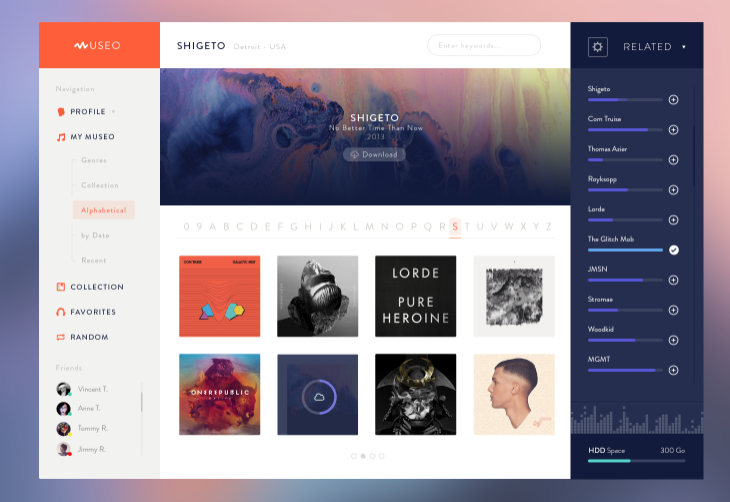 MUSEO
SHIGETO Detroit - USA
Enter keywords...
RELATED
Navigation
PROFILE
MY MUSEO
Genres
Collection
Alphabetical
by Date
Recent
COLLECTION
FAVORITES
RANDOM
Friends
Vincent T.
Anne T.
Tommy R.
Jimmy R.
SHIGETO
No Better Time Than Now
2013
Download
0 9 A B C D E F G H I J K L M N O P Q R S T U V W X Y Z
COM TRUISE GALACTIC MELT
LORDE
PURE
HEROINE
ONEREPUBLIC
NATIVE
Shigeto
Com Truise
Thomas Azier
Royksopp
Lorde
The Glitch Mob
JMSN
Stromae
Woodkid
MGMT
HDD Space 300 Go